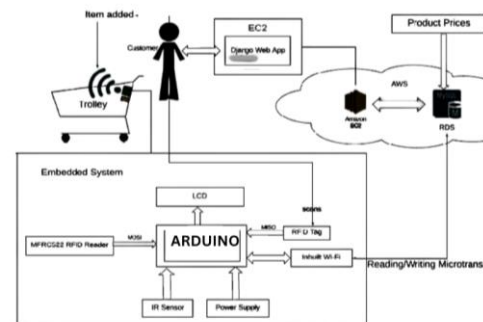 Item added -
Customer
EC2
Django Web App
Product Prices
Trolley
AWS
Amazon
EC2
RDS
Embedded System
LCD
scans
MFRC522 RFID Reader
MOSI
ARDUINO
MISO
RFID Tag
Inbuilt Wi-Fi
Reading/Writing Microtrans
IR Sensor
Power Supply